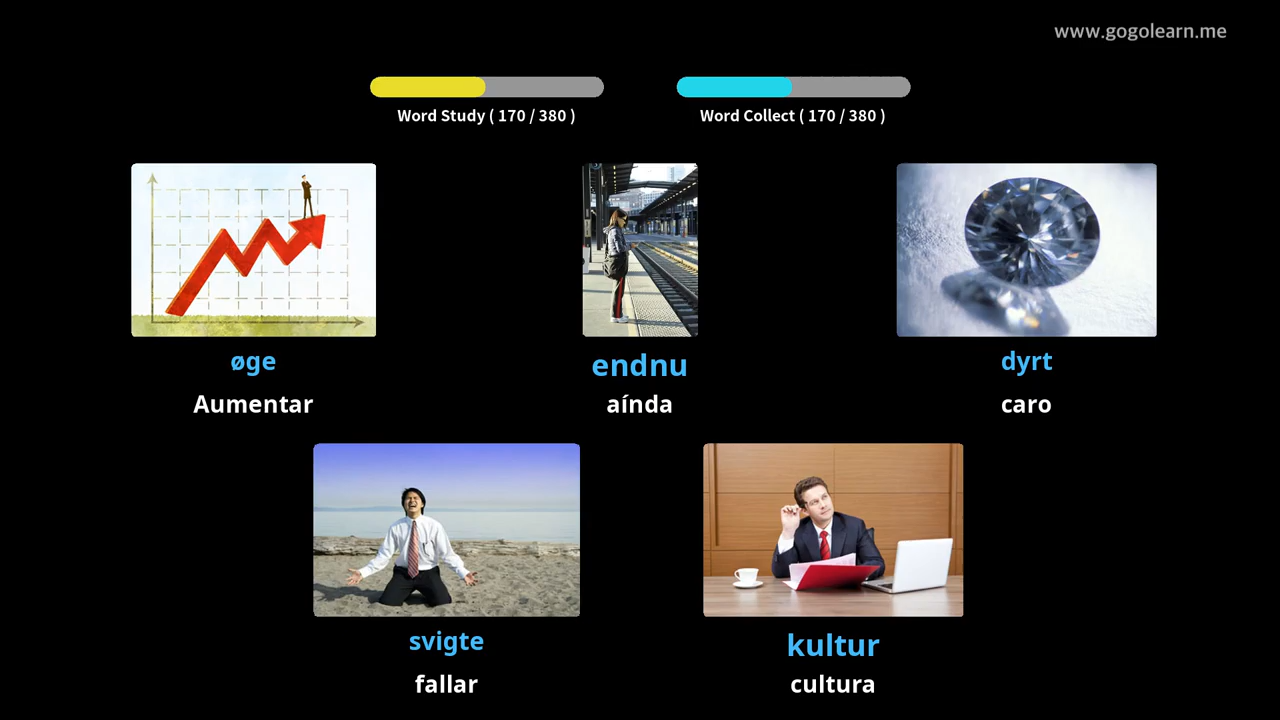 www.gogolearn.me
Word Study ( 170 / 380 )
Word Collect ( 170 / 380 )
øge
endnu
dyrt
Aumentar
aínda
caro
svigte
kultur
fallar
cultura